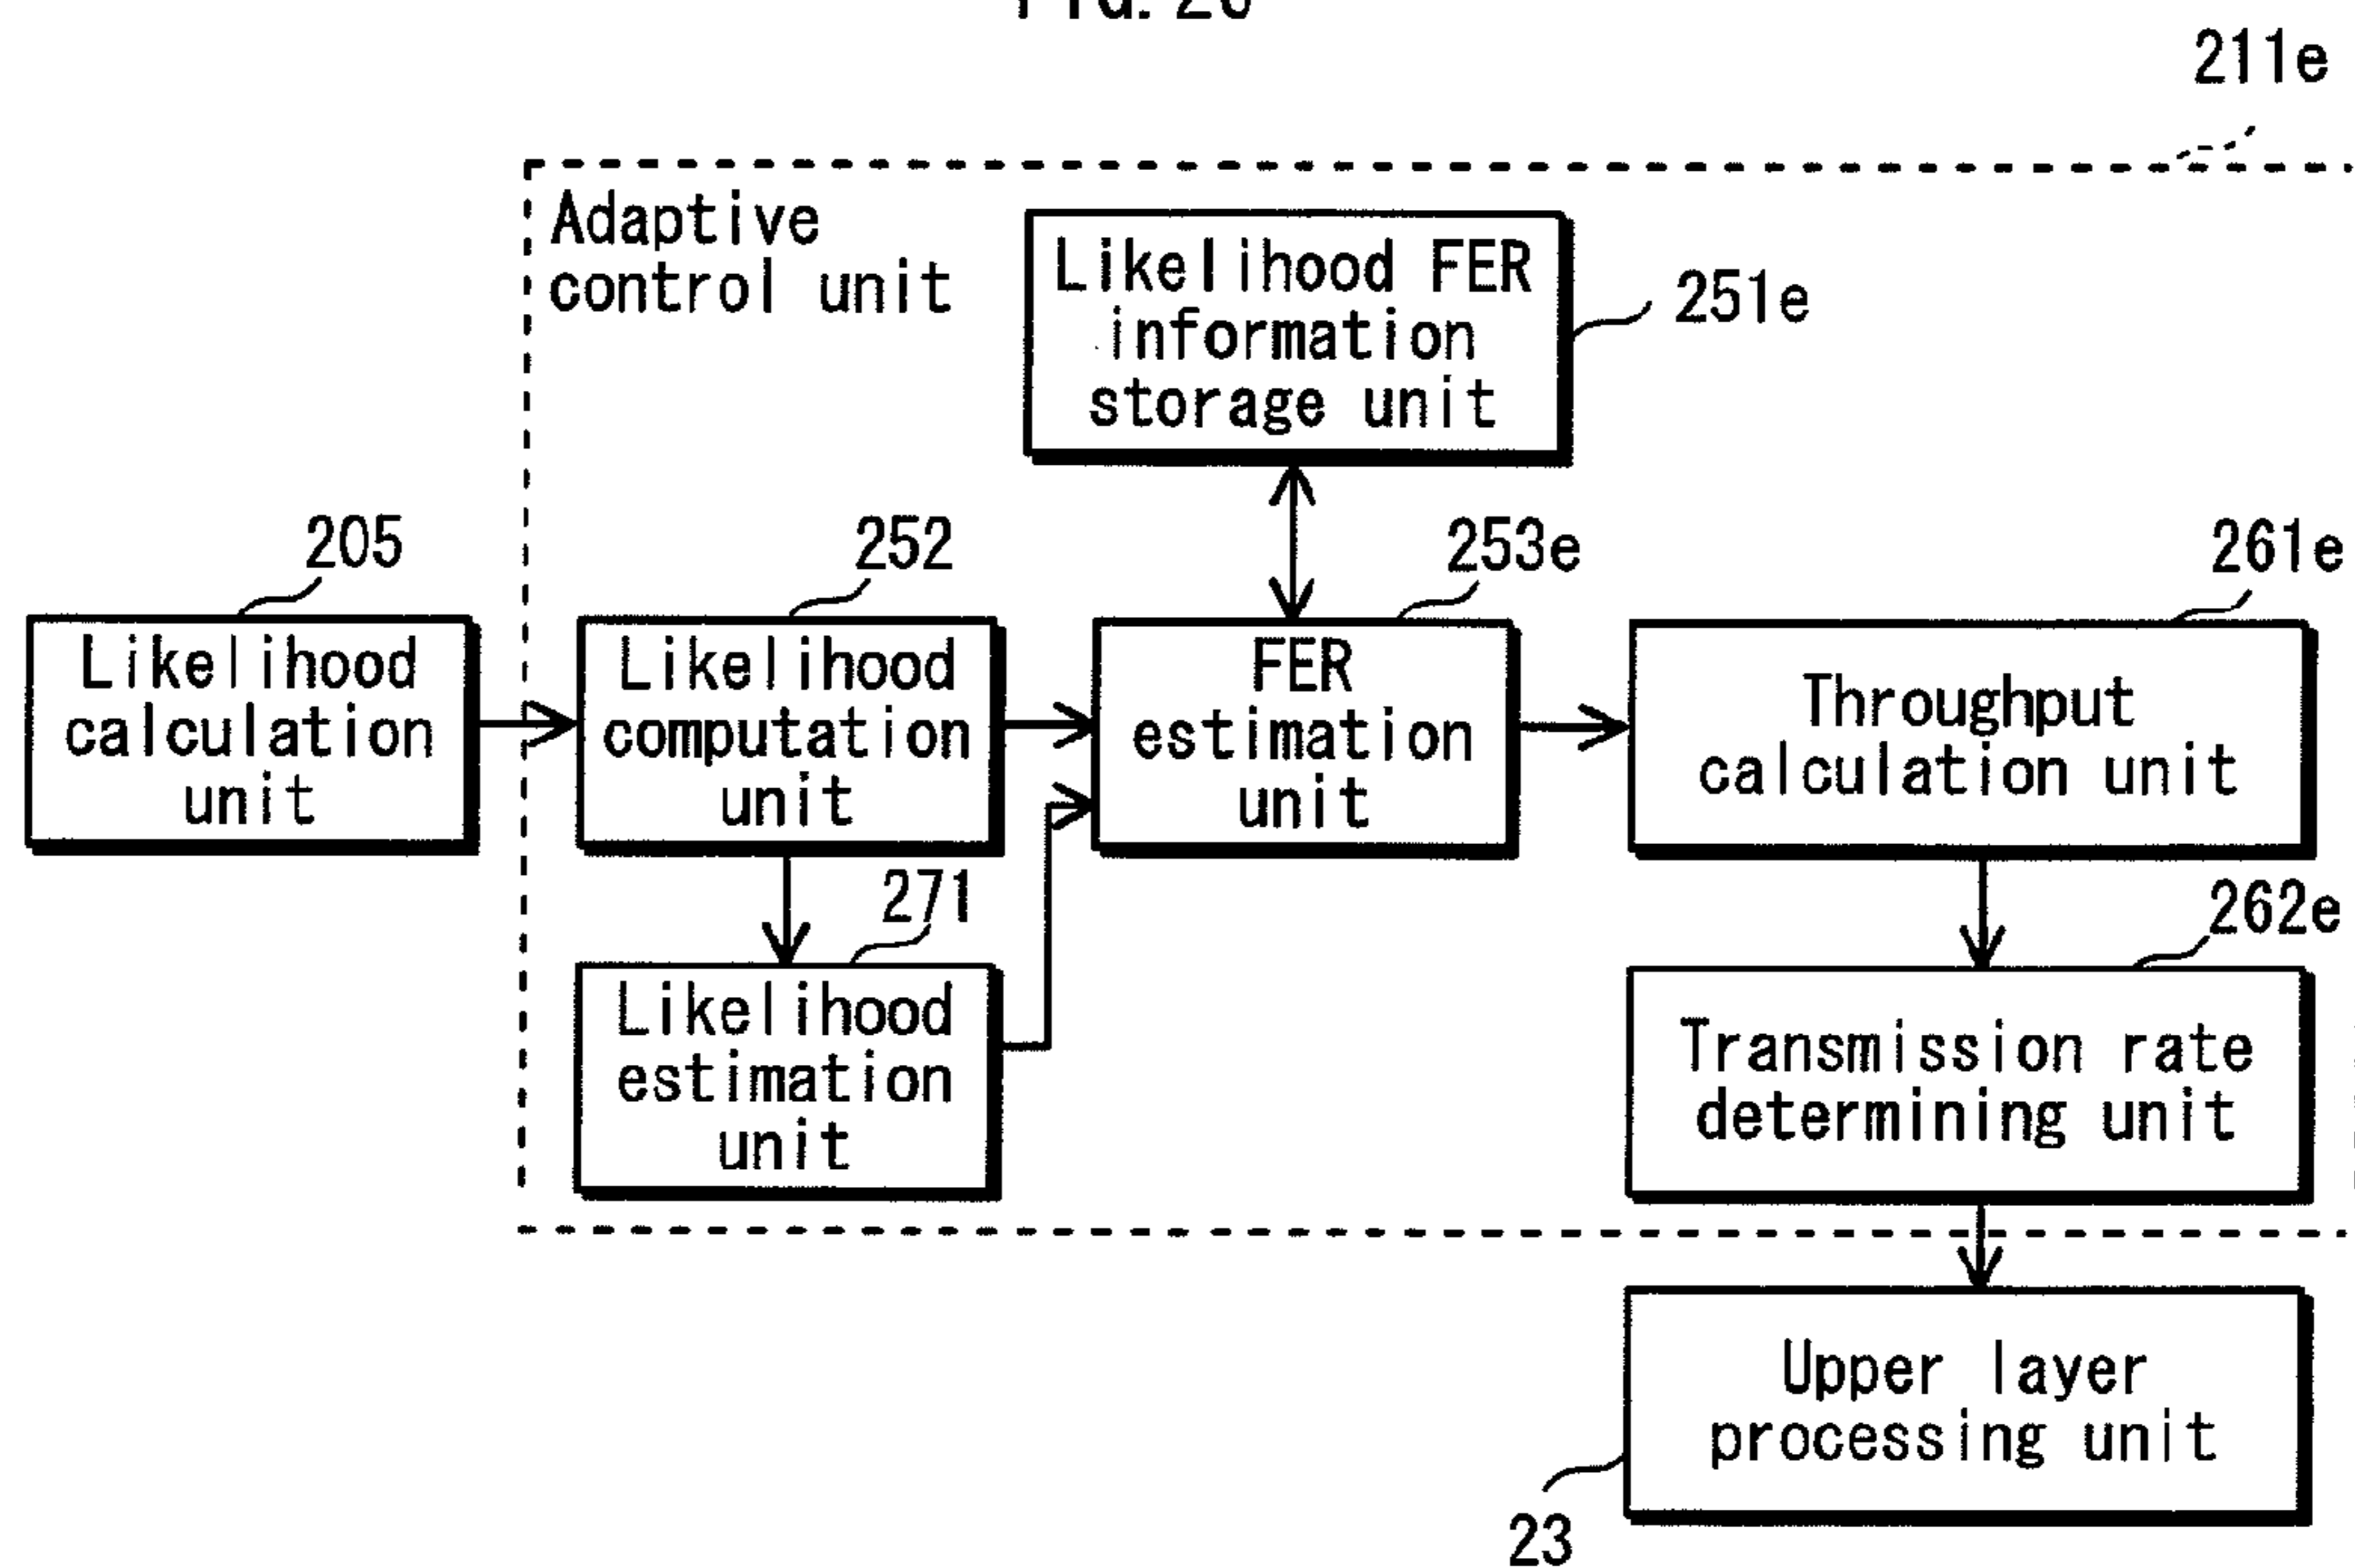 211e
Adaptive
control unit
Likelihood FER
information
storage unit
251e
205
252
253e
261e
Likelihood
calculation
unit
Likelihood
computation
unit
FER
estimation
unit
Throughput
calculation unit
271
262e
Likelihood
estimation
unit
Transmission rate
determining unit
Upper layer
processing unit
23